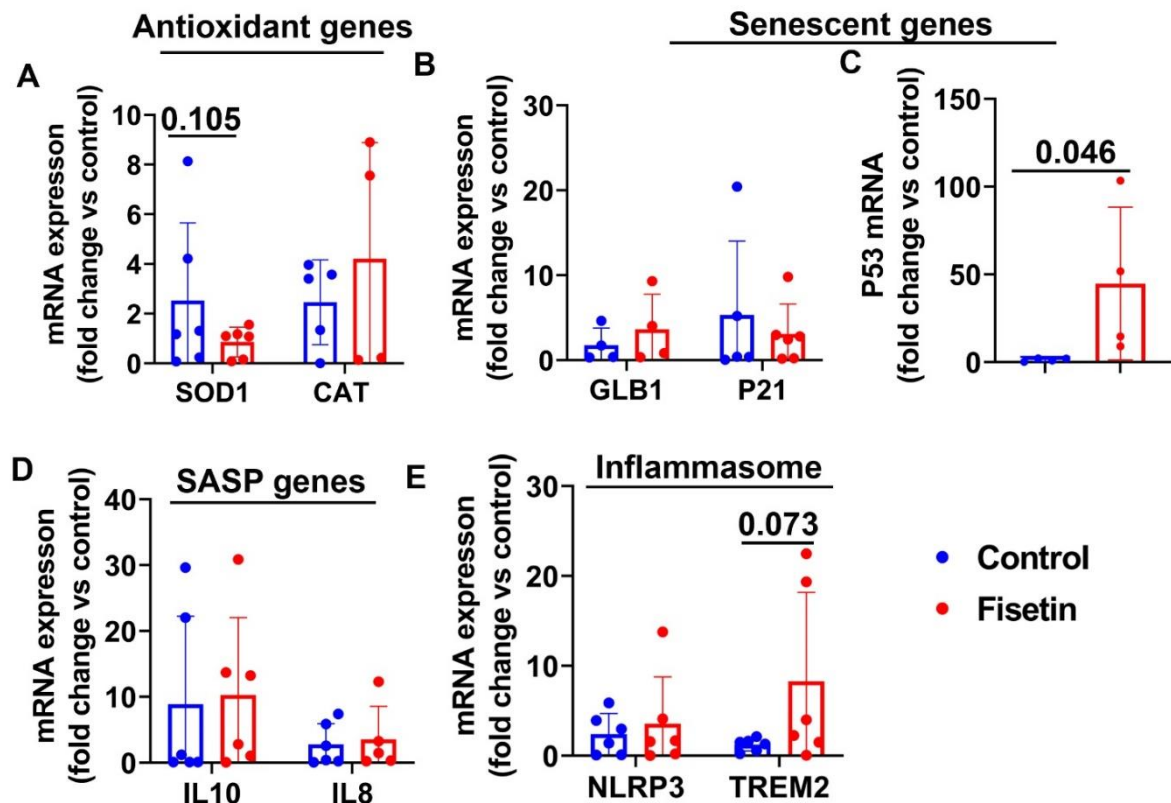 Antioxidant genes
Senescent genes
A
mRNA expresson
(fold change vs control)
10
8
6
4
2
0
0.105
SOD1
CAT
B
mRNA expresson
(fold change vs control)
30
20
10
0
GLB1
P21
C
P53 mRNA
(fold change vs control)
150
100
50
0
0.046
D
SASP genes
mRNA expresson
(fold change vs control)
40
30
20
10
0
IL10
IL8
E
Inflammasome
mRNA expresson
(fold change vs control)
30
20
10
0
0.073
NLRP3
TREM2
Control
Fisetin